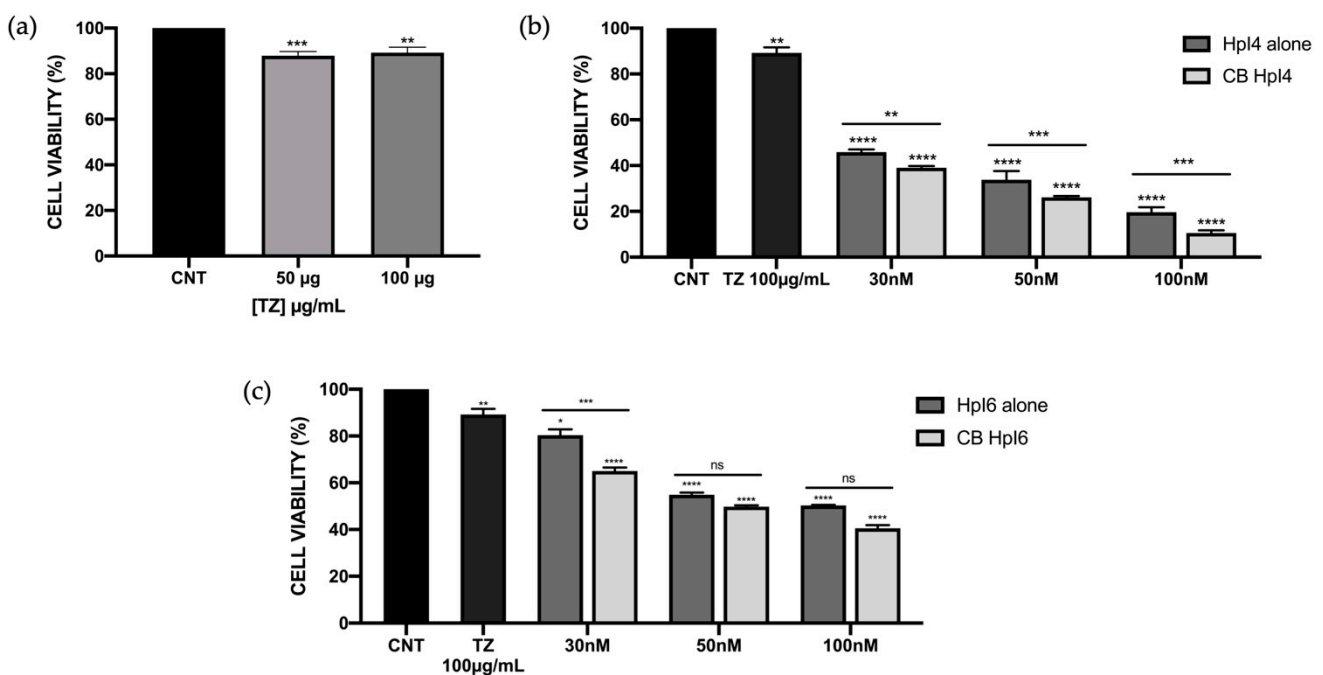 (a)
CELL VIABILITY (%)
100
80
60
40
20
0
***
**
CNT
50 µg
100 µg
[TZ] µg/mL
(b)
CELL VIABILITY (%)
100
80
60
40
20
0
**
**
****
****
***
****
****
***
****
****
CNT
TZ 100µg/mL
30nM
50nM
100nM
Hpl4 alone
CB Hpl4
(c)
CELL VIABILITY (%)
100
80
60
40
20
0
**
***
*
****
ns
****
****
ns
****
****
CNT
TZ
100µg/mL
30nM
50nM
100nM
Hpl6 alone
CB Hpl6